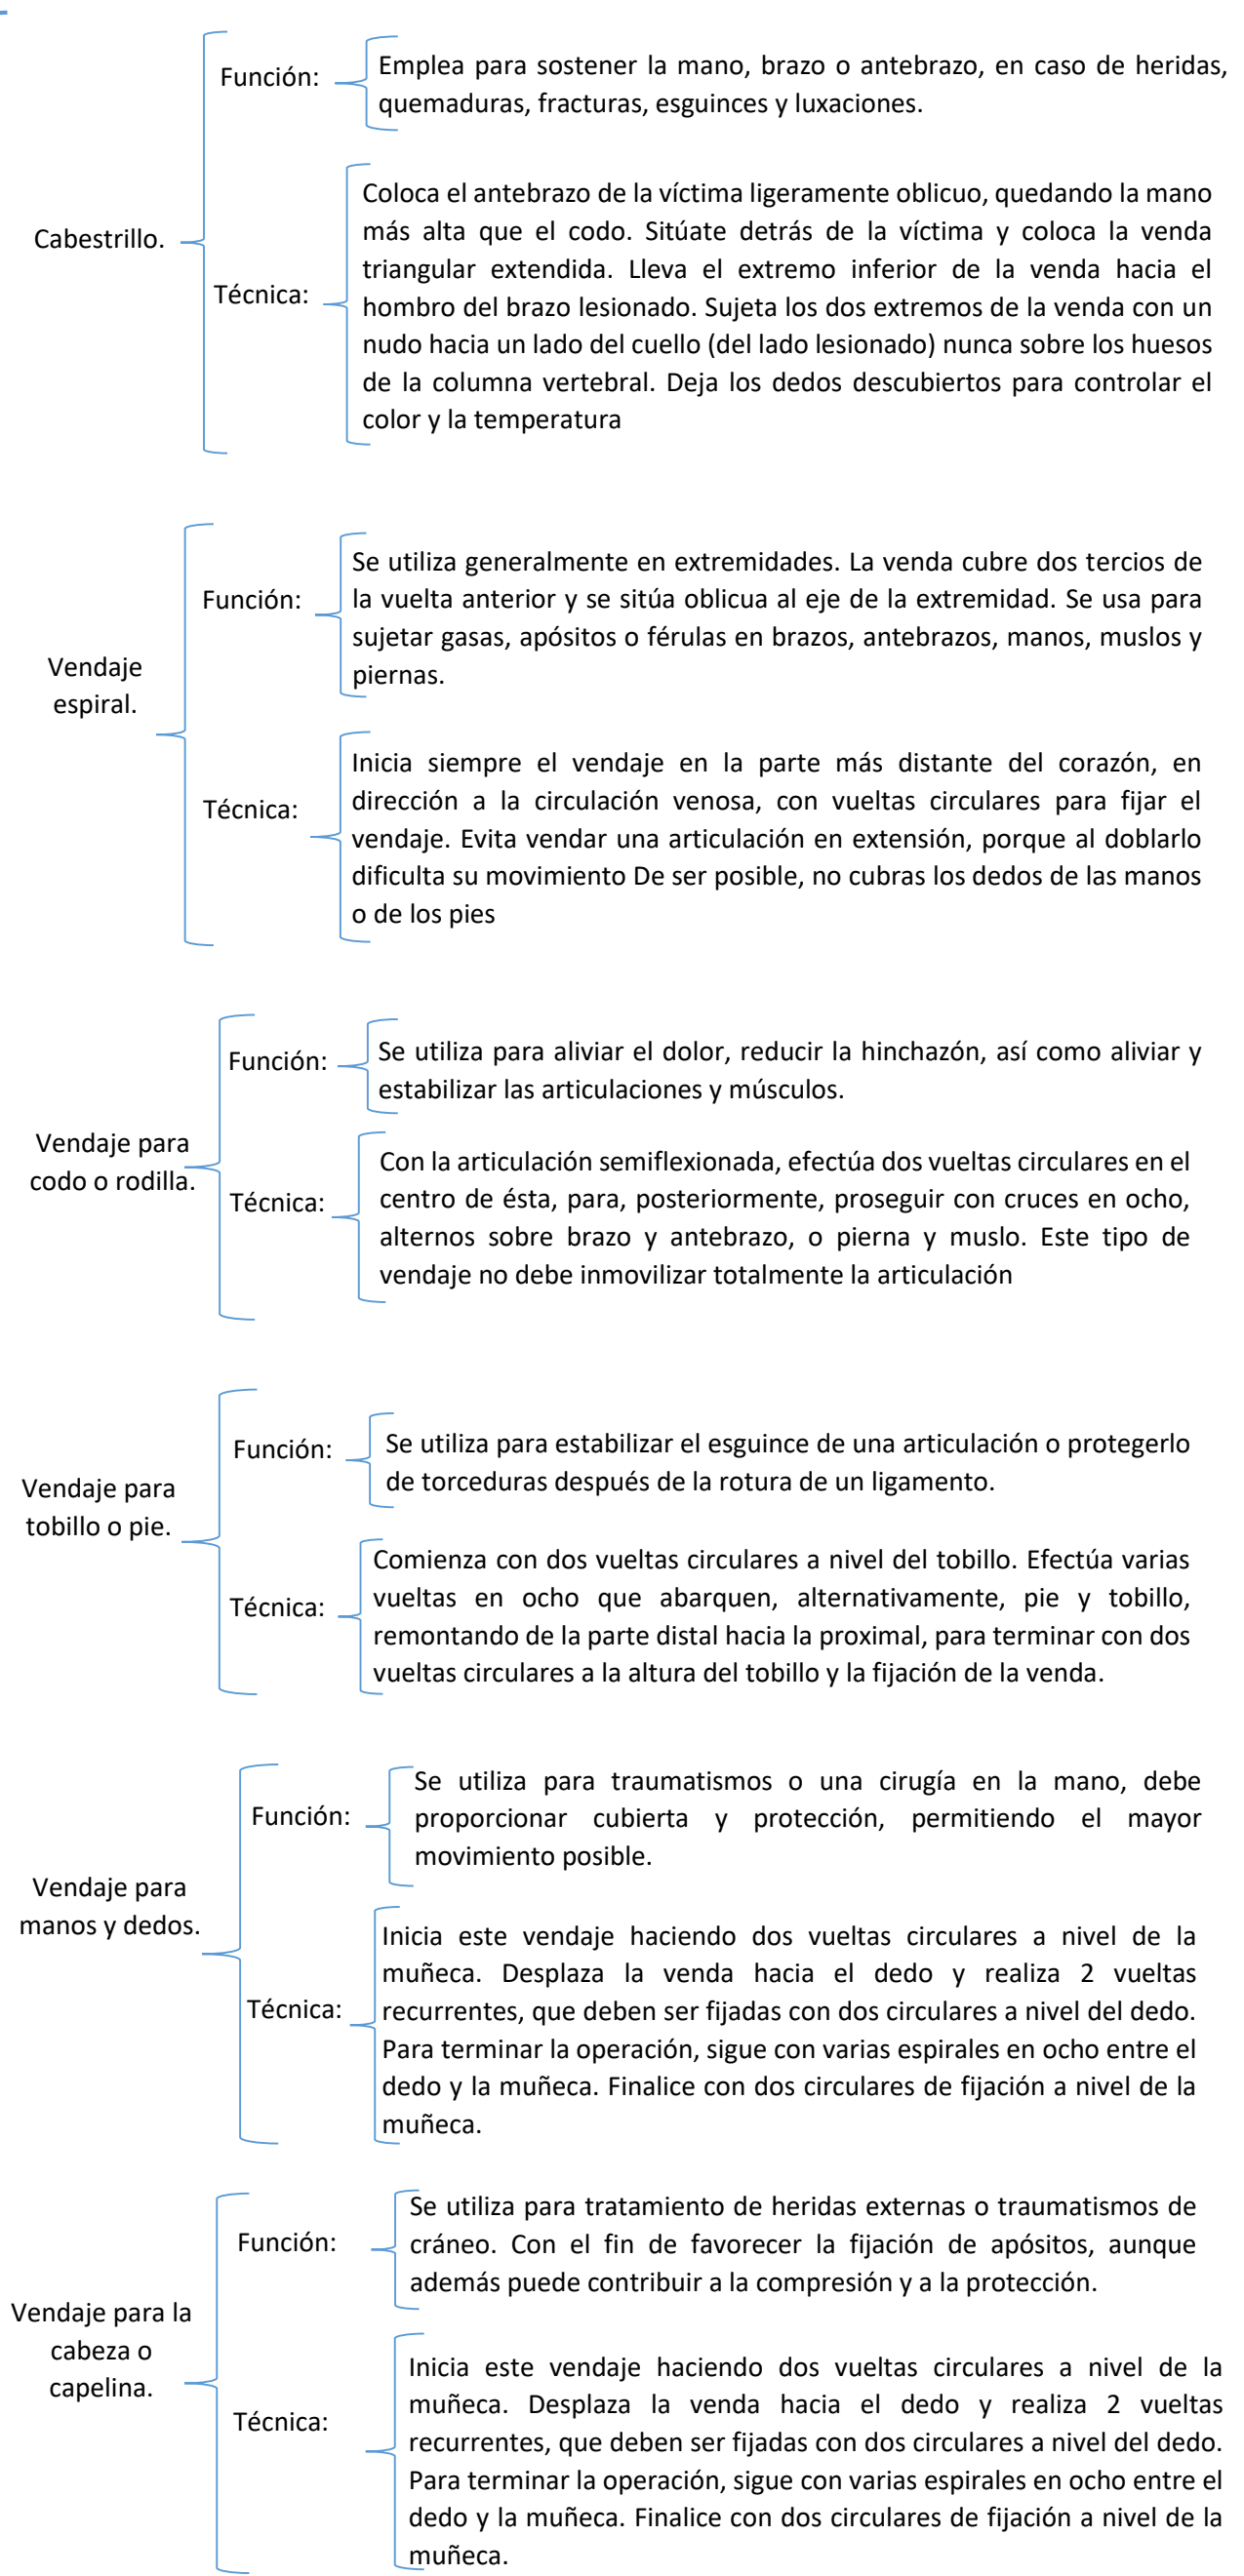 Cabestrillo.
Función:
Emplea para sostener la mano, brazo o antebrazo, en caso de heridas,
quemaduras, fracturas, esguinces y luxaciones.
Técnica:
Coloca el antebrazo de la víctima ligeramente oblicuo, quedando la mano
más alta que el codo. Sitúate detrás de la víctima y coloca la venda
triangular extendida. Lleva el extremo inferior de la venda hacia el
hombro del brazo lesionado. Sujeta los dos extremos de la venda con un
nudo hacia un lado del cuello (del lado lesionado) nunca sobre los huesos
de la columna vertebral. Deja los dedos descubiertos para controlar el
color y la temperatura
Vendaje
espiral.
Función:
Se utiliza generalmente en extremidades. La venda cubre dos tercios de
la vuelta anterior y se sitúa oblicua al eje de la extremidad. Se usa para
sujetar gasas, apósitos o férulas en brazos, antebrazos, manos, muslos y
piernas.
Técnica:
Inicia siempre el vendaje en la parte más distante del corazón, en
dirección a la circulación venosa, con vueltas circulares para fijar el
vendaje. Evita vendar una articulación en extensión, porque al doblarlo
dificulta su movimiento De ser posible, no cubras los dedos de las manos
o de los pies
Vendaje para
codo o rodilla.
Función:
Se utiliza para aliviar el dolor, reducir la hinchazón, así como aliviar y
estabilizar las articulaciones y músculos.
Técnica:
Con la articulación semiflexionada, efectúa dos vueltas circulares en el
centro de ésta, para, posteriormente, proseguir con cruces en ocho,
alternos sobre brazo y antebrazo, o pierna y muslo. Este tipo de
vendaje no debe inmovilizar totalmente la articulación
Vendaje para
tobillo o pie.
Función:
Se utiliza para estabilizar el esguince de una articulación o protegerlo
de torceduras después de la rotura de un ligamento.
Técnica:
Comienza con dos vueltas circulares a nivel del tobillo. Efectúa varias
vueltas en ocho que abarquen, alternativamente, pie y tobillo,
remontando de la parte distal hacia la proximal, para terminar con dos
vueltas circulares a la altura del tobillo y la fijación de la venda.
Vendaje para
manos y dedos.
Función:
Se utiliza para traumatismos o una cirugía en la mano, debe
proporcionar cubierta y protección, permitiendo el mayor
movimiento posible.
Técnica:
Inicia este vendaje haciendo dos vueltas circulares a nivel de la
muñeca. Desplaza la venda hacia el dedo y realiza 2 vueltas
recurrentes, que deben ser fijadas con dos circulares a nivel del dedo.
Para terminar la operación, sigue con varias espirales en ocho entre el
dedo y la muñeca. Finalice con dos circulares de fijación a nivel de la
muñeca.
Vendaje para la
cabeza o
capelina.
Función:
Se utiliza para tratamiento de heridas externas o traumatismos de
cráneo. Con el fin de favorecer la fijación de apósitos, aunque
además puede contribuir a la compresión y a la protección.
Técnica:
Inicia este vendaje haciendo dos vueltas circulares a nivel de la
muñeca. Desplaza la venda hacia el dedo y realiza 2 vueltas
recurrentes, que deben ser fijadas con dos circulares a nivel del dedo.
Para terminar la operación, sigue con varias espirales en ocho entre el
dedo y la muñeca. Finalice con dos circulares de fijación a nivel de la
muñeca.